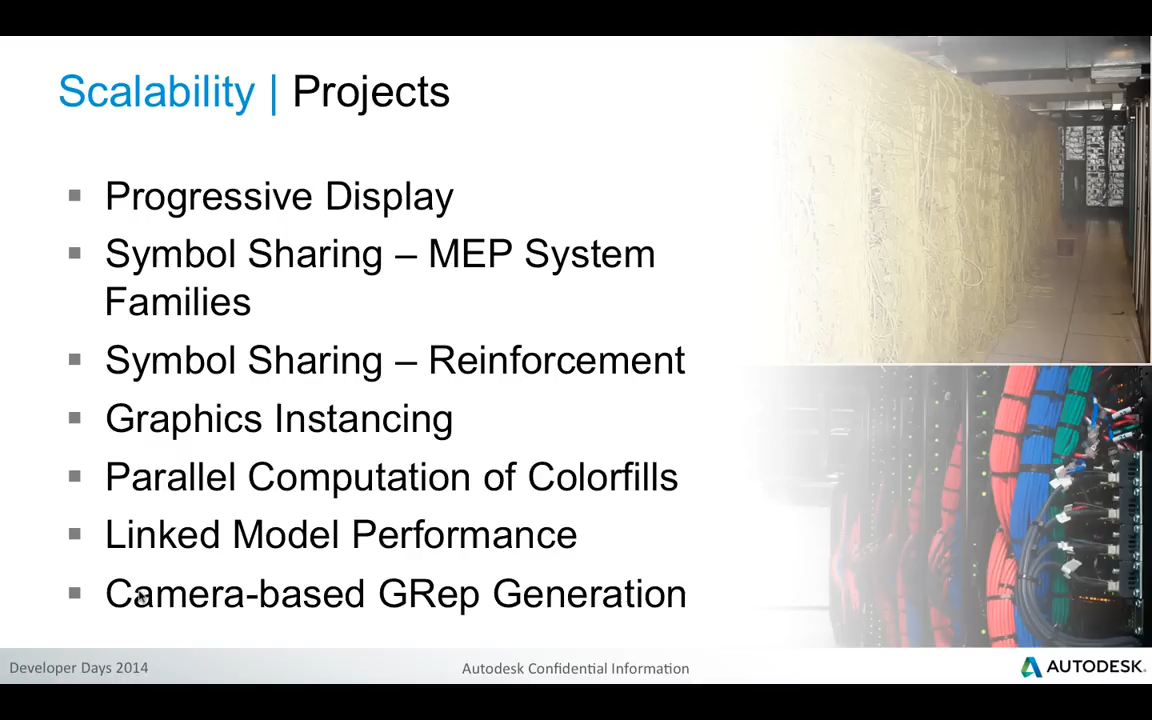 Scalability | Projects
▪ Progressive Display
▪ Symbol Sharing – MEP System
Families
▪ Symbol Sharing – Reinforcement
▪ Graphics Instancing
▪ Parallel Computation of Colorfills
▪ Linked Model Performance
▪ Camera-based GRep Generation
Developer Days 2014
Autodesk Confidential Information
AUTODESK.